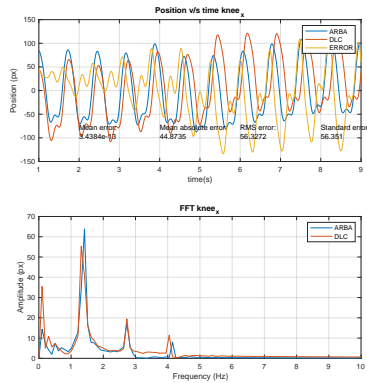 Position v/s time knee_x
ARBA
DLC
ERROR
Position (px)
150
100
50
0
-50
-100
-150
Mean error: Mean absolute error: RMS error: Standard error
3.4384e-13 44.8735 56.3272 56.351
1 2 3 4 5 6 7 8 9
time(s)
FFT knee_x
ARBA
DLC
Amplitude (px)
70
60
50
40
30
20
10
0
0 1 2 3 4 5 6 7 8 9 10
Frequency (Hz)